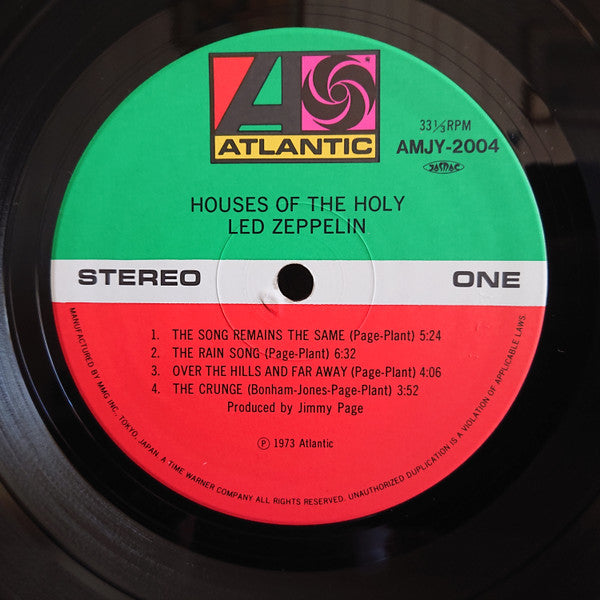 ATLANTIC
33⅓RPM
AMJY-2004
JASRAC
HOUSES OF THE HOLY
LED ZEPPELIN
STEREO
ONE
1. THE SONG REMAINS THE SAME (Page-Plant) 5:24
2. THE RAIN SONG (Page-Plant) 6:32
3. OVER THE HILLS AND FAR AWAY (Page-Plant) 4:06
4. THE CRUNGE (Bonham-Jones-Page-Plant) 3:52
Produced by Jimmy Page
℗ 1973 Atlantic
MANUFACTURED BY MMG INC., TOKYO, JAPAN. A TIME WARNER COMPANY ALL RIGHTS RESERVED. UNAUTHORIZED DUPLICATION IS A VIOLATION OF APPLICABLE LAWS.